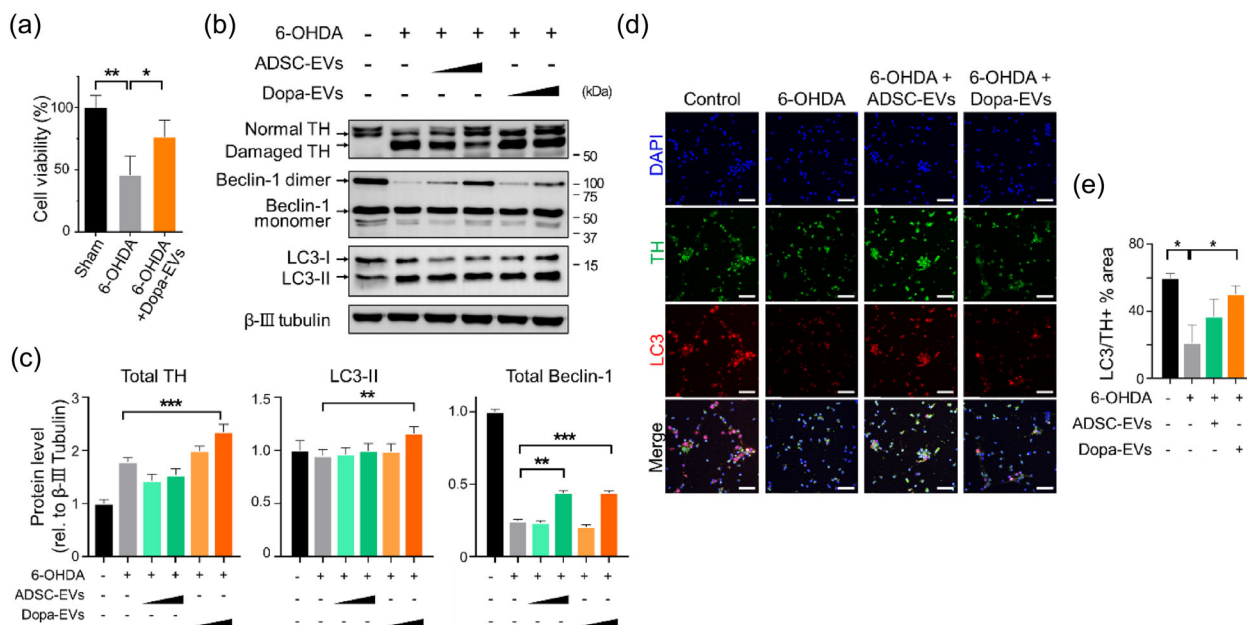 (a)
Cell viability (%)
100
50
0
**
*
Sham
6-OHDA
6-OHDA
+Dopa-EVs
(b)
6-OHDA - + + + + +
ADSC-EVs - - - -
Dopa-EVs - - - -
(kDa)
Normal TH
Damaged TH
- 50
Beclin-1 dimer
- 100
- 75
Beclin-1
monomer
- 50
- 37
LC3-I
- 15
LC3-II
β-III tubulin
(c)
Protein level
(rel. to β-III Tubulin)
Total TH
3
2
1
0
***
6-OHDA - + + + + +
ADSC-EVs - - - -
Dopa-EVs - - - -
LC3-II
1.5
1.0
0.5
0
**
- + + + + +
- - - -
- - - -
Total Beclin-1
1.0
0.5
0
**
***
- + + + + +
- - - -
- - - -
(d)
Control
6-OHDA
6-OHDA +
ADSC-EVs
6-OHDA +
Dopa-EVs
DAPI
TH
LC3
Merge
(e)
LC3/TH+ % area
80
40
0
*
*
6-OHDA - + + +
ADSC-EVs - - + -
Dopa-EVs - - - +